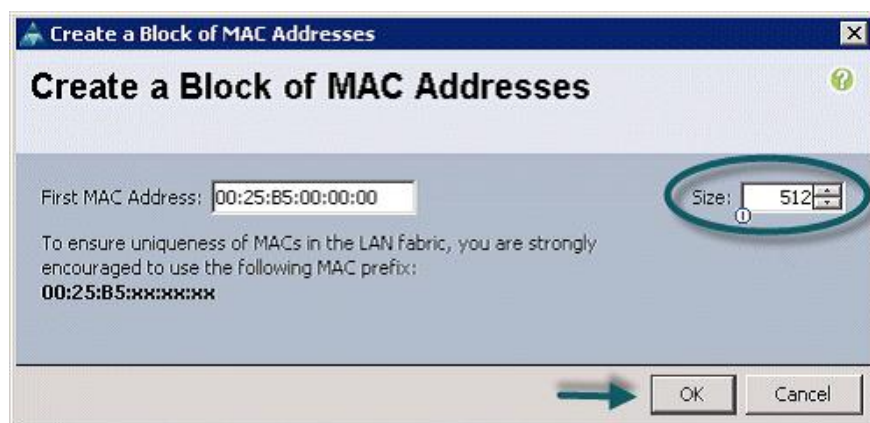 Create a Block of MAC Addresses
Create a Block of MAC Addresses
First MAC Address: 00:25:B5:00:00:00
Size: 512
To ensure uniqueness of MACs in the LAN fabric, you are strongly
encouraged to use the following MAC prefix:
00:25:B5:xx:xx:xx
OK
Cancel